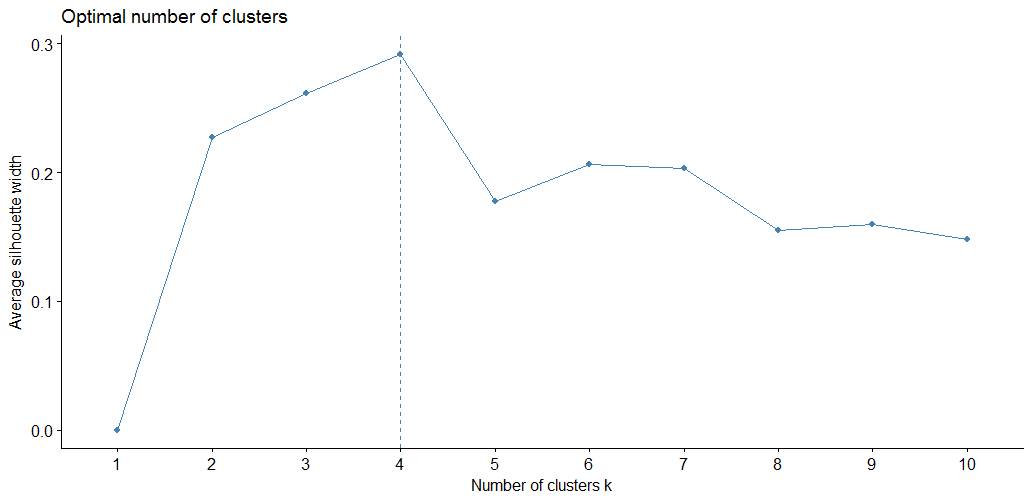 Optimal number of clusters
0.3
0.2
0.1
0.0
Average silhouette width
1 2 3 4 5 6 7 8 9 10
Number of clusters k